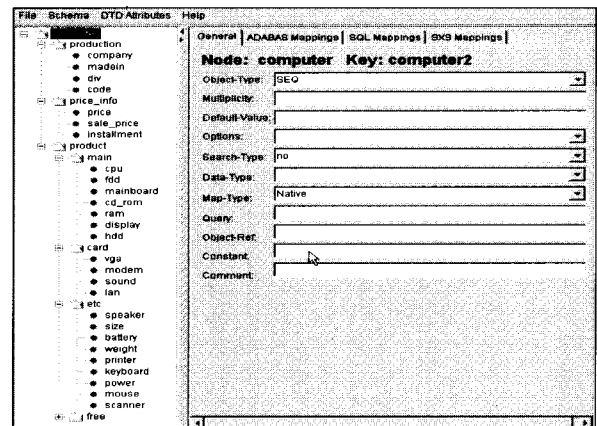 File Schema DTD Attributes Help
production
company
madein
div
code
price_info
price
sale_price
installment
product
main
cpu
fdd
mainboard
cd_rom
ram
display
hdd
card
vga
modem
sound
lan
etc
speaker
size
battery
weight
printer
keyboard
power
mouse
scanner
free
General ADABAS Mappings SQL Mappings SXS Mappings
Node: computer Key: computer2
Object-Type: SEQ
Multiplicity:
Default-Value:
Options:
Search-Type: no
Data-Type:
Map-Type: Native
Query:
Object-Ref:
Constant:
Comment: